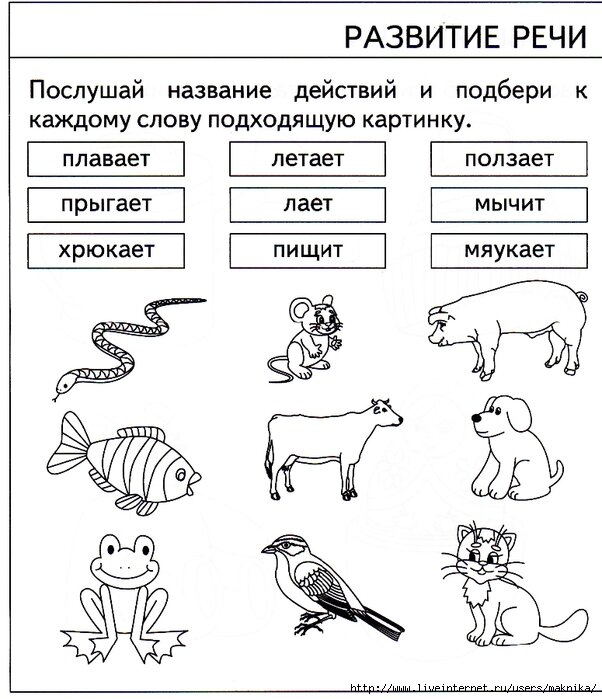 РАЗВИТИЕ РЕЧИ
Послушай название действий и подбери к
каждому слову подходящую картинку.
плавает летает ползает
прыгает лает мычит
хрюкает пищит мяукает
http://www.liveinternet.ru/users/maknika/